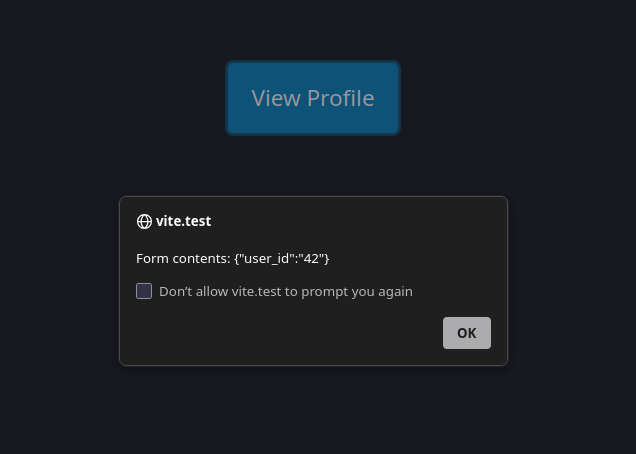 View Profile
vite.test
Form contents: {"user_id":"42"}
Don’t allow vite.test to prompt you again
OK